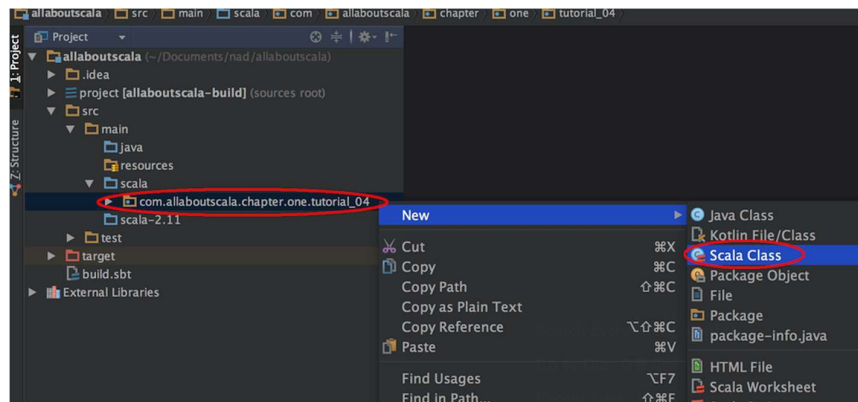 allaboutscala src main scala com allaboutscala chapter one tutorial_04
1: Project
Z: Structure
Project
allaboutscala (~/Documents/nad/allaboutscala)
.idea
project [allaboutscala-build] (sources root)
src
main
java
resources
scala
com.allaboutscala.chapter.one.tutorial_04
scala-2.11
test
target
build.sbt
External Libraries
New
Cut ⌘X
Copy ⌘C
Copy Path ⇧⌘C
Copy as Plain Text
Copy Reference ⌥⇧⌘C
Paste ⌘V
Find Usages ⌥F7
Find in Path... ⇧⌘F
Java Class
Kotlin File/Class
Scala Class
Package Object
File
Package
package-info.java
HTML File
Scala Worksheet